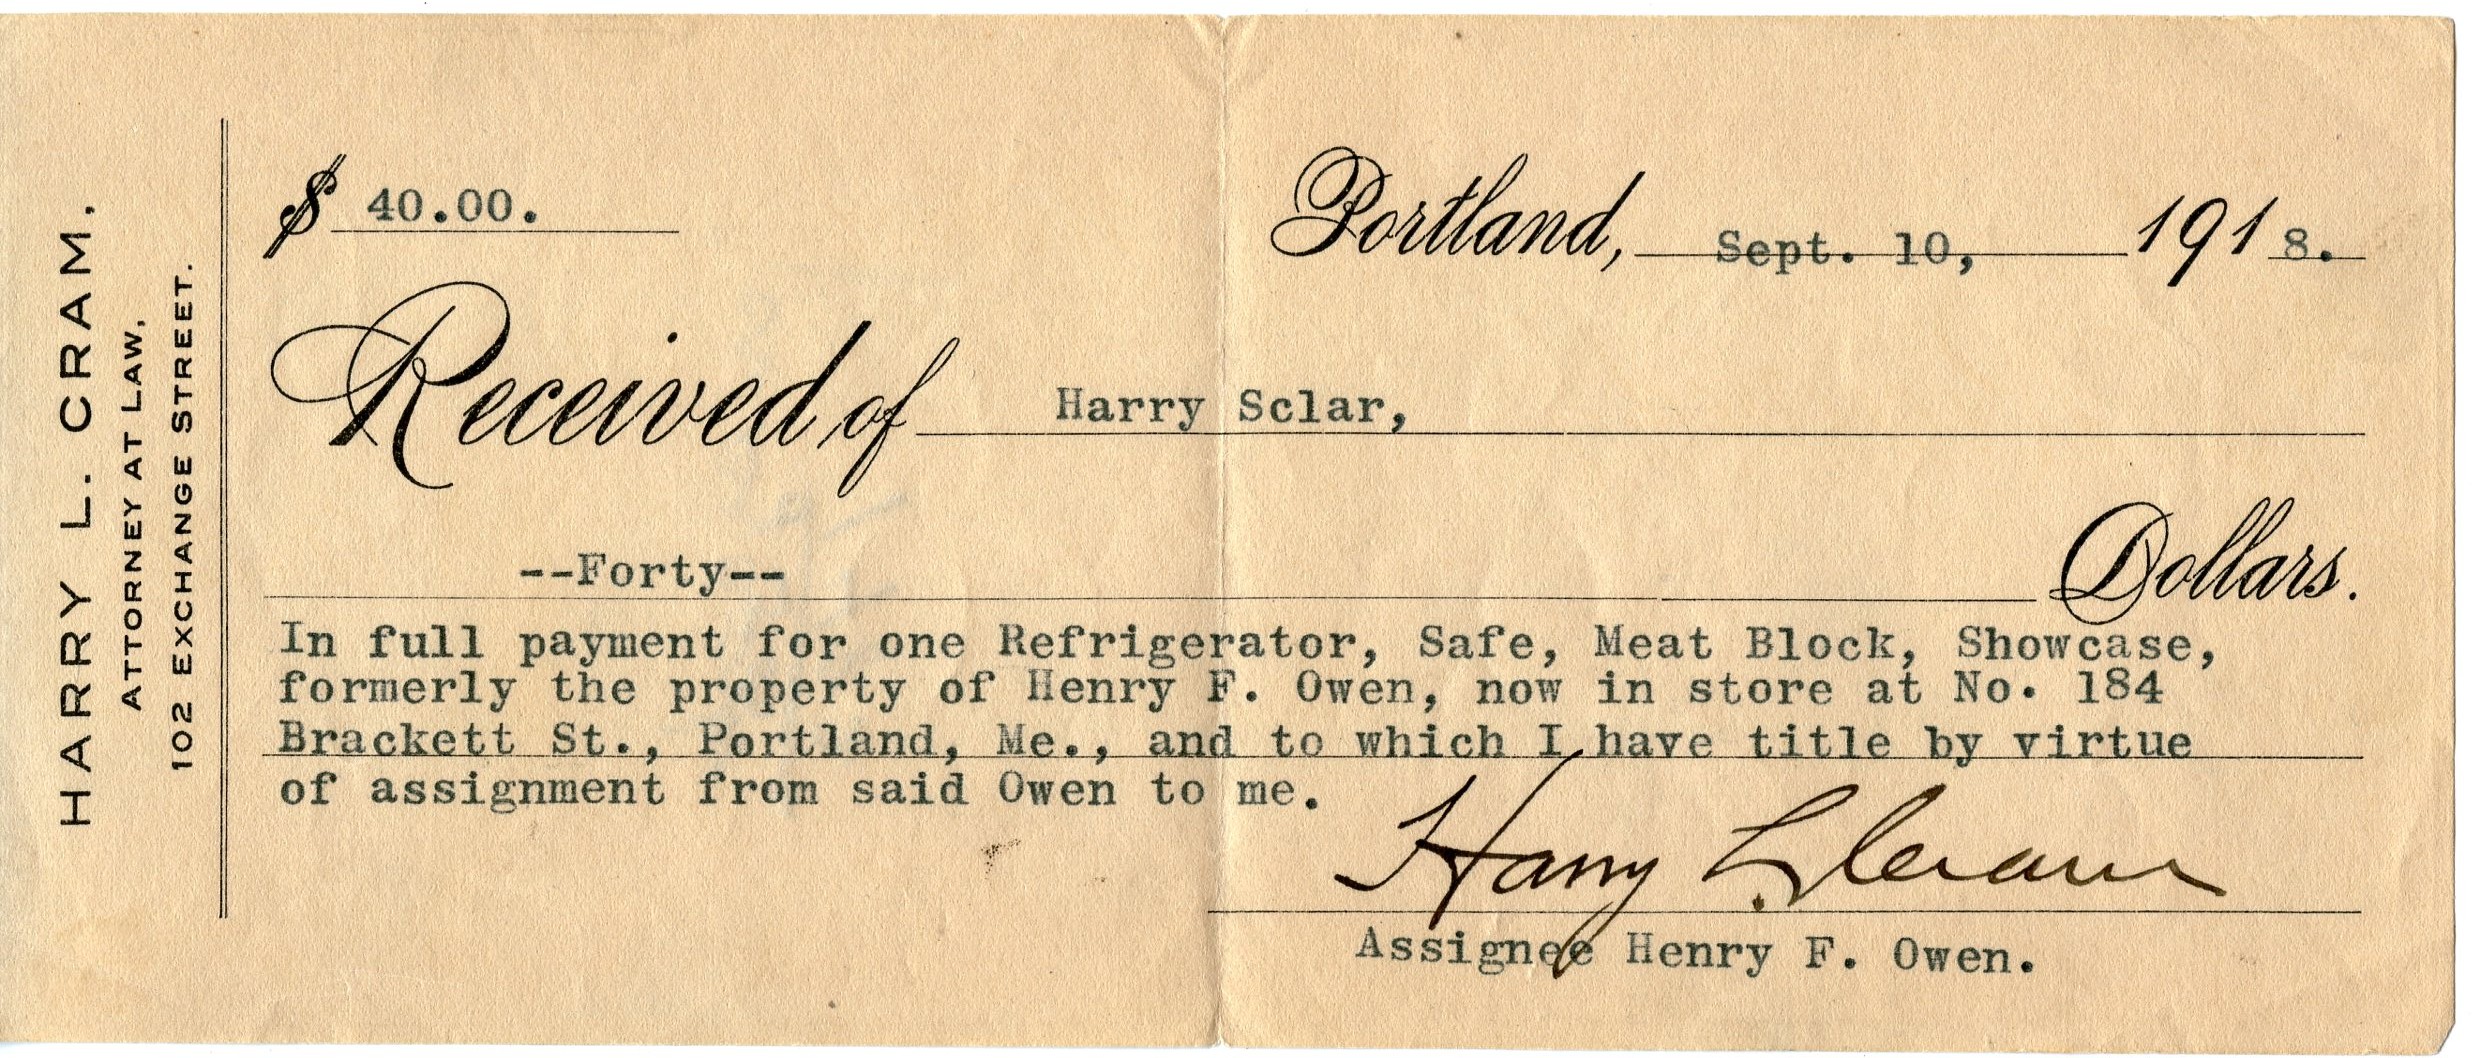 HARRY L. CRAM.
ATTORNEY AT LAW,
102 EXCHANGE STREET.
$ 40.00.
Portland, Sept. 10, 1918.
Received of Harry Sclar,
--Forty-- Dollars.
In full payment for one Refrigerator, Safe, Meat Block, Showcase,
formerly the property of Henry F. Owen, now in store at No. 184
Brackett St., Portland, Me., and to which I have title by virtue
of assignment from said Owen to me.
Harry L. Cram
Assignee Henry F. Owen.